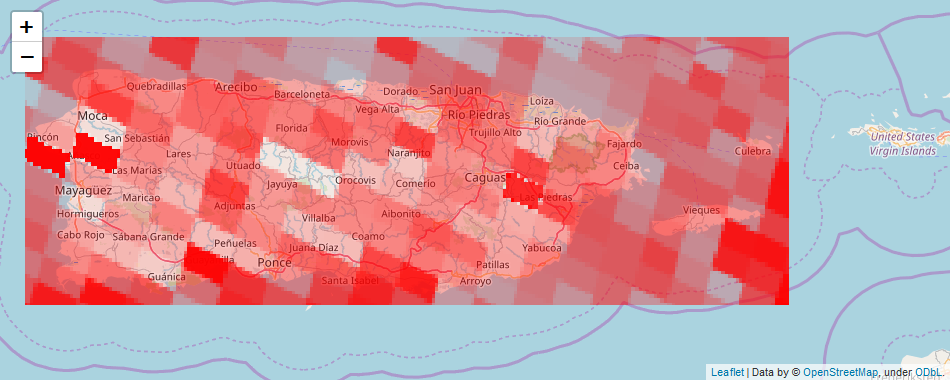 +
−
Quebradillas
Arecibo
Barceloneta
Dorado
San Juan
Loíza
Vega Alta
Río Piedras
Río Grande
Moca
Florida
Trujillo Alto
United States
Virgin Islands
Rincón
San Sebastián
Morovis
Fajardo
Lares
Naranjito
Culebra
Las Marías
Utuado
Ceiba
Mayagüez
Jayuya
Orocovis
Comerio
Caguas
Maricao
Las Piedras
Hormigueros
Adjuntas
Villalba
Aibonito
Vieques
Cabo Rojo
Sábana Grande
Peñuelas
Coamo
Juana Díaz
Yabucoa
Guánica
Ponce
Patillas
Santa Isabel
Arroyo
Leaflet | Data by © OpenStreetMap, under ODbL.